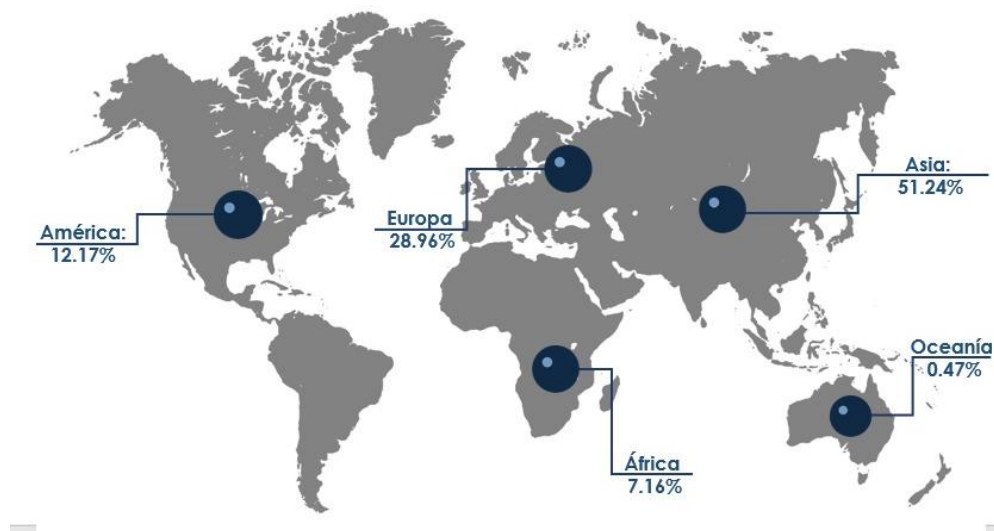 América:
12.17%
Europa
28.96%
Asia:
51.24%
África
7.16%
Oceanía
0.47%